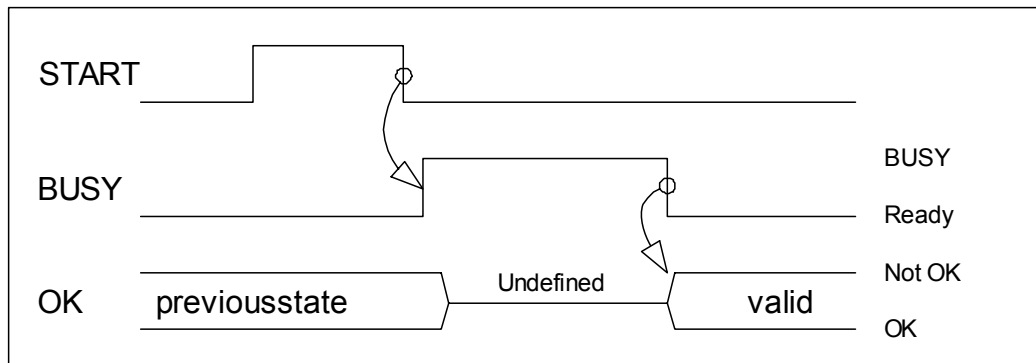 START
BUSY
BUSY
Ready
OK
previousstate
Undefined
valid
Not OK
OK